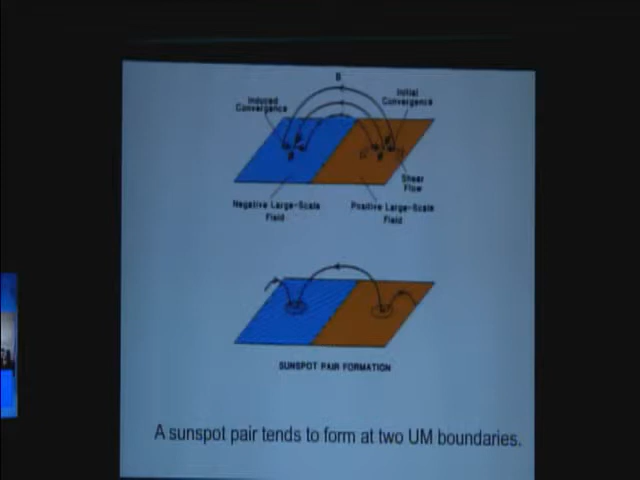 B
Induced
Convergence
Initial
Convergence
Shear
Flow
Negative Large-Scale
Field
Positive Large-Scale
Field
SUNSPOT PAIR FORMATION
A sunspot pair tends to form at two UM boundaries.